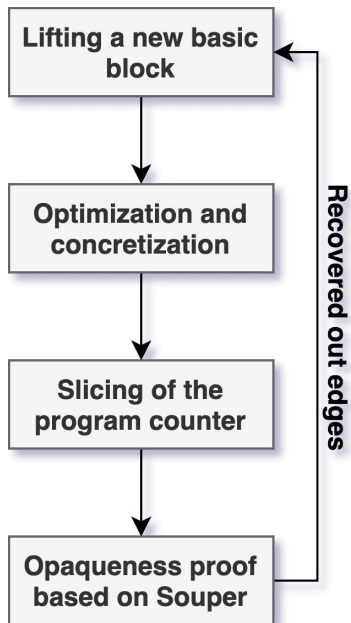 Lifting a new basic
block
Optimization and
concretization
Slicing of the
program counter
Opaqueness proof
based on Souper
Recovered out edges